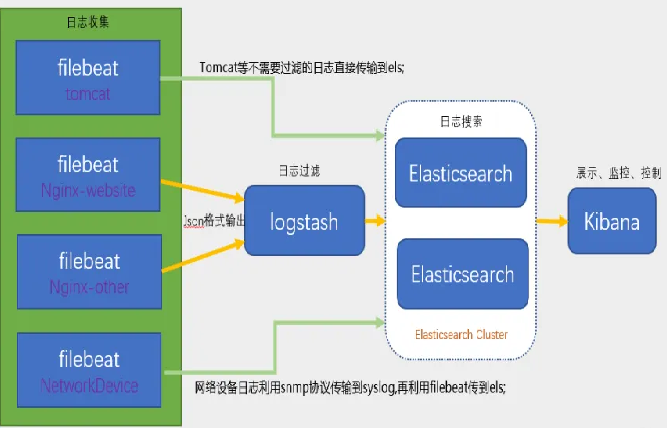 日志收集
filebeat
tomcat
Tomcat等不需要过滤的日志直接传输到els;
filebeat
Nginx-website
日志过滤
logstash
Json格式输出
filebeat
Nginx-other
日志搜索
Elasticsearch
Elasticsearch
Elasticsearch Cluster
展示、监控、控制
Kibana
filebeat
NetworkDevice
网络设备日志利用snmp协议传输到syslog,再利用filebeat传到els;